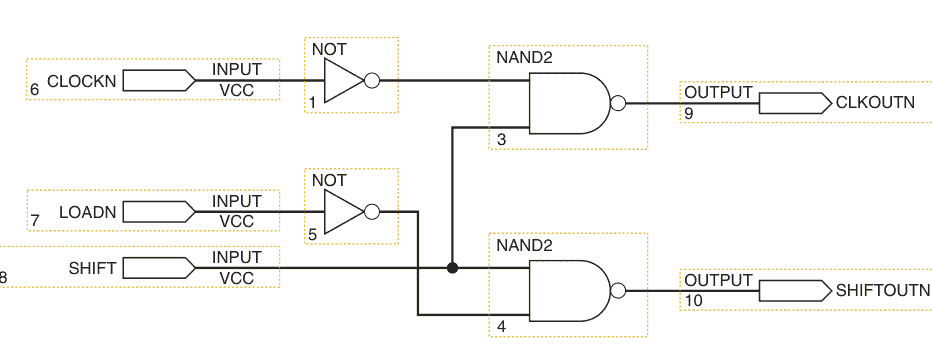 NOT
NAND2
INPUT
6 CLOCKN
VCC
1
OUTPUT
CLKOUTN
9
3
NOT
INPUT
7 LOADN
VCC
5
NAND2
INPUT
8 SHIFT
VCC
OUTPUT
SHIFTOUTN
10
4